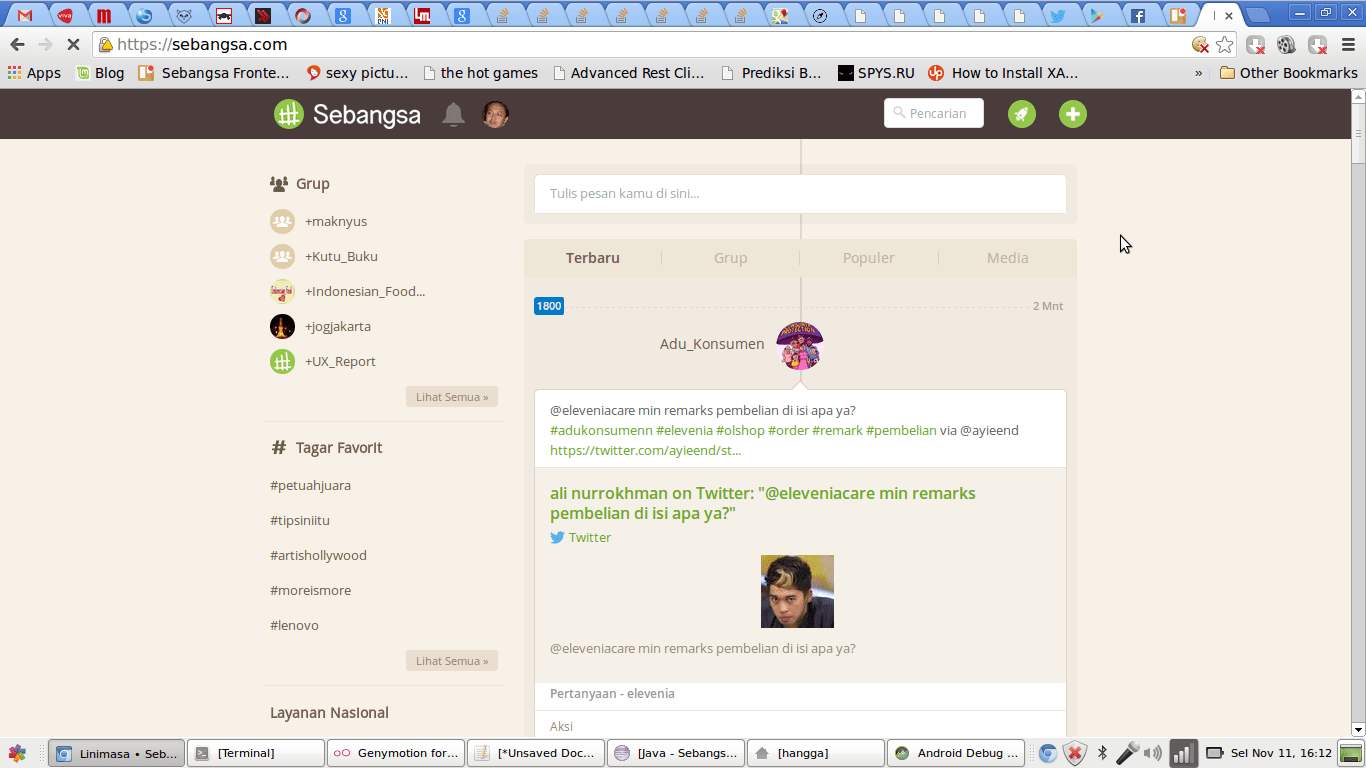 https://sebangsa.com
Apps
Blog
Sebangsa Fronte...
sexy pictu...
the hot games
Advanced Rest Cli...
Prediksi B...
SPYS.RU
How to Install XA...
»
Other Bookmarks
Sebangsa
Pencarian
Grup
+maknyus
+Kutu_Buku
+Indonesian_Food...
+jogjakarta
+UX_Report
Lihat Semua »
Tagar Favorit
#petuahjuara
#tipsiniitu
#artishollywood
#moreismore
#lenovo
Lihat Semua »
Layanan Nasional
Tulis pesan kamu di sini...
Terbaru
Grup
Populer
Media
1800
2 Mnt
Adu_Konsumen
@eleveniacare min remarks pembelian di isi apa ya?
#adukonsumenn #elevenia #olshop #order #remark #pembelian via @ayieend
https://twitter.com/ayieend/st...
ali nurrokhman on Twitter: "@eleveniacare min remarks
pembelian di isi apa ya?"
Twitter
@eleveniacare min remarks pembelian di isi apa ya?
Pertanyaan - elevenia
Aksi
Linimasa • Seb...
[Terminal]
Genymotion for...
[*Unsaved Doc...
[Java - Sebangs...
[hangga]
Android Debug ...
Sel Nov 11, 16:12